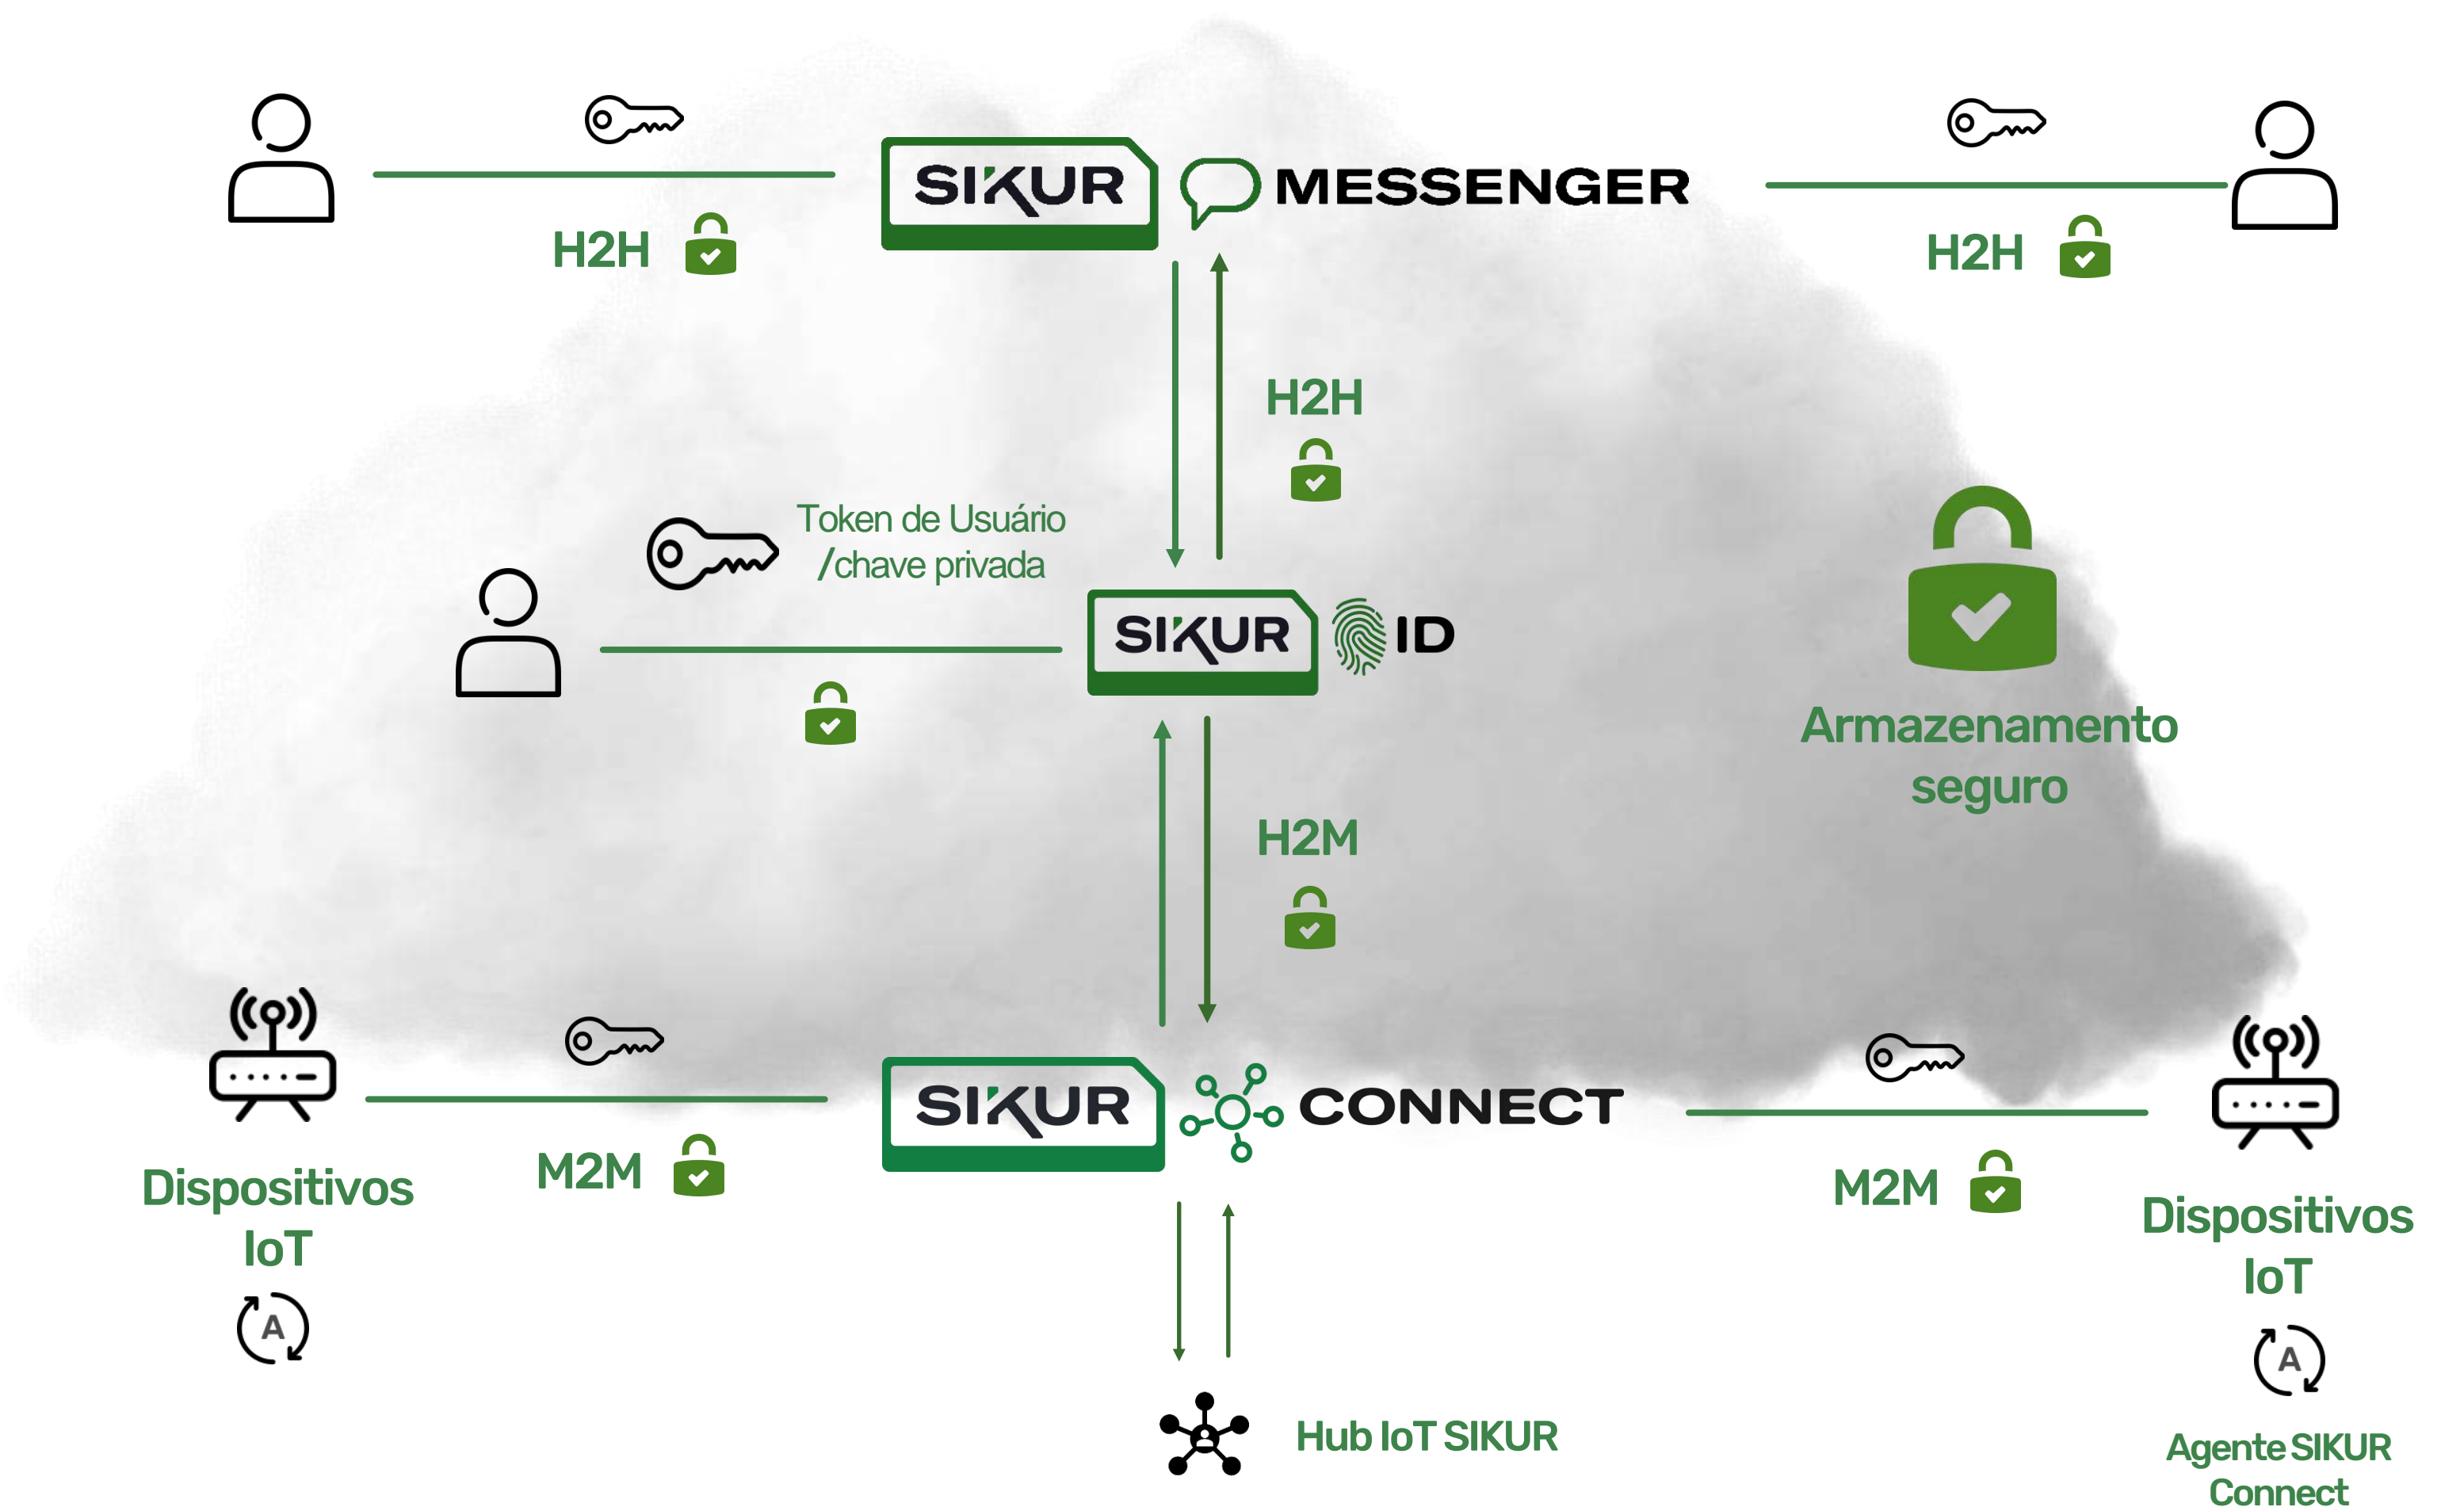 SIKUR MESSENGER
H2H
H2H
H2H
Token de Usuário
/chave privada
SIKUR ID
Armazenamento
seguro
H2M
SIKUR CONNECT
M2M
M2M
Dispositivos
IoT
A
Dispositivos
IoT
A
Hub IoT SIKUR
Agente SIKUR
Connect